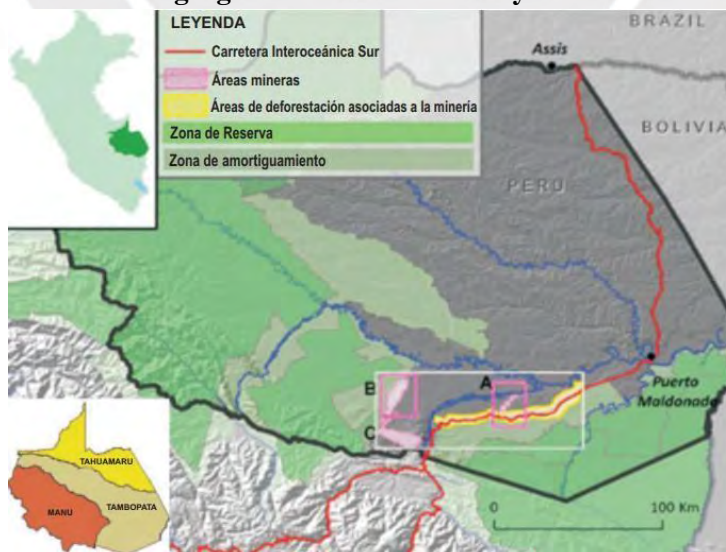 LEYENDA
Carretera Interoceánica Sur
Áreas mineras
Áreas de deforestación asociadas a la minería
Zona de Reserva
Zona de amortiguamiento
Assis
BRAZIL
BOLIVIA
PERU
B
A
C
Puerto
Maldonado
0
100 Km
TAHUAMARU
MANU
TAMBOPATA